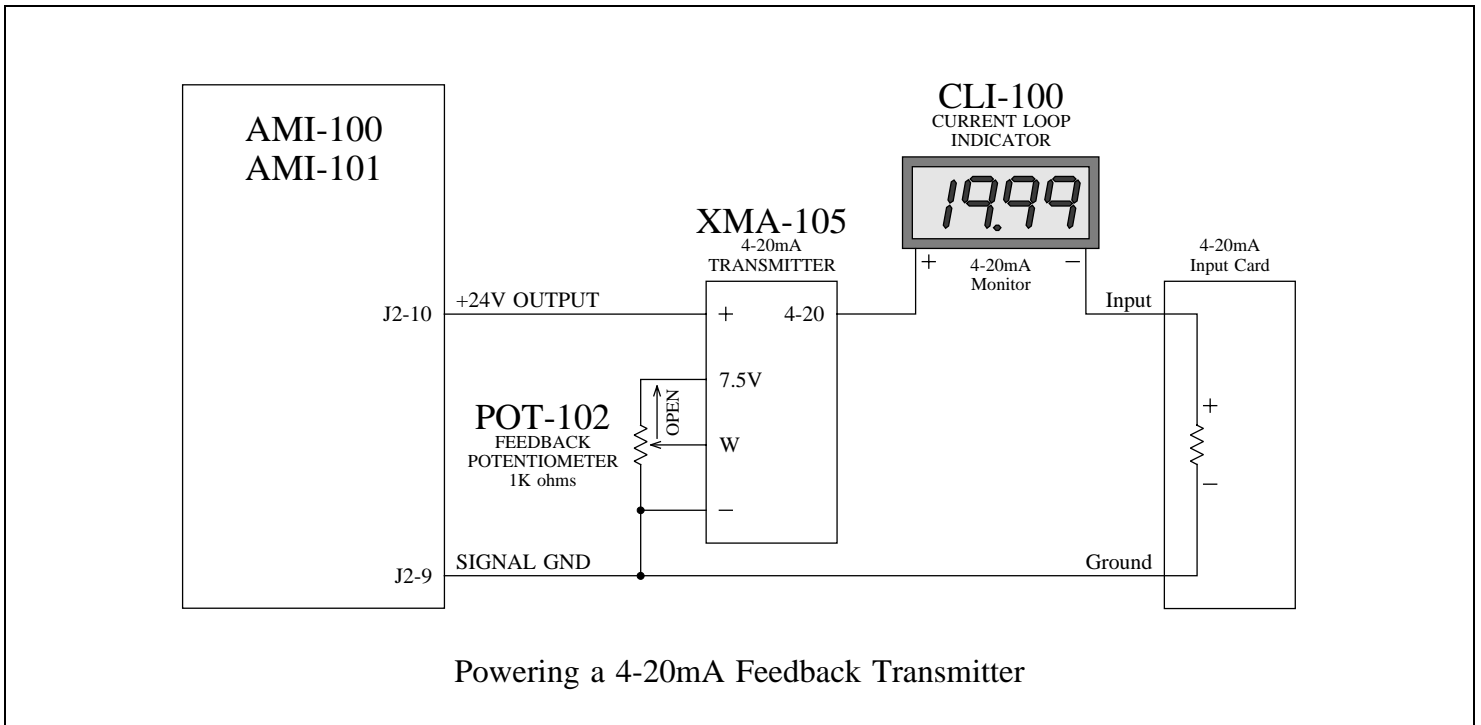 AMI-100
AMI-101
J2-10
+24V OUTPUT
J2-9
SIGNAL GND
POT-102
FEEDBACK
POTENTIOMETER
1K ohms
OPEN
XMA-105
4-20mA
TRANSMITTER
+
4-20
7.5V
W
−
CLI-100
CURRENT LOOP
INDICATOR
19.99
+
4-20mA
Monitor
−
4-20mA
Input Card
Input
+
−
Ground
Powering a 4-20mA Feedback Transmitter